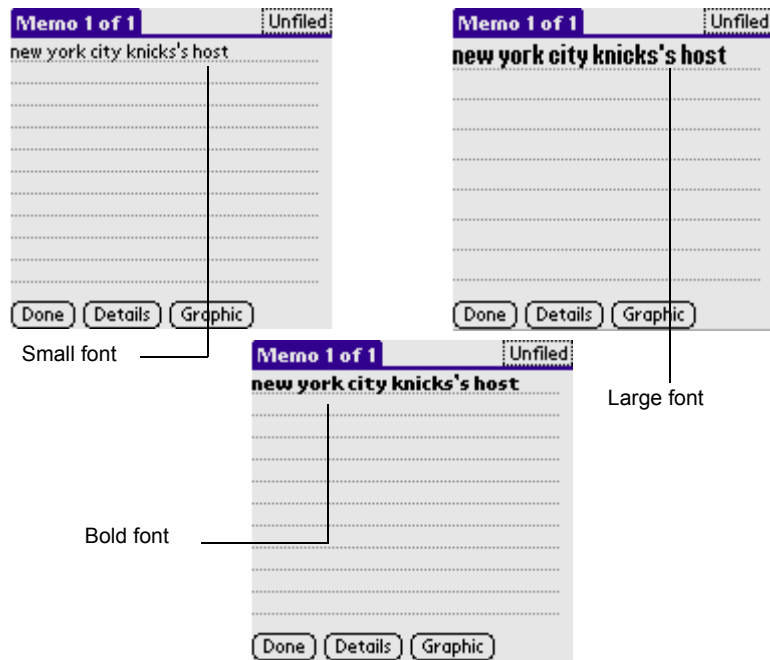 Memo 1 of 1 Unfiled
new york city knicks's host
Done Details Graphic
Small font
Memo 1 of 1 Unfiled
new york city knicks's host
Done Details Graphic
Large font
Memo 1 of 1 Unfiled
new york city knicks's host
Bold font
Done Details Graphic